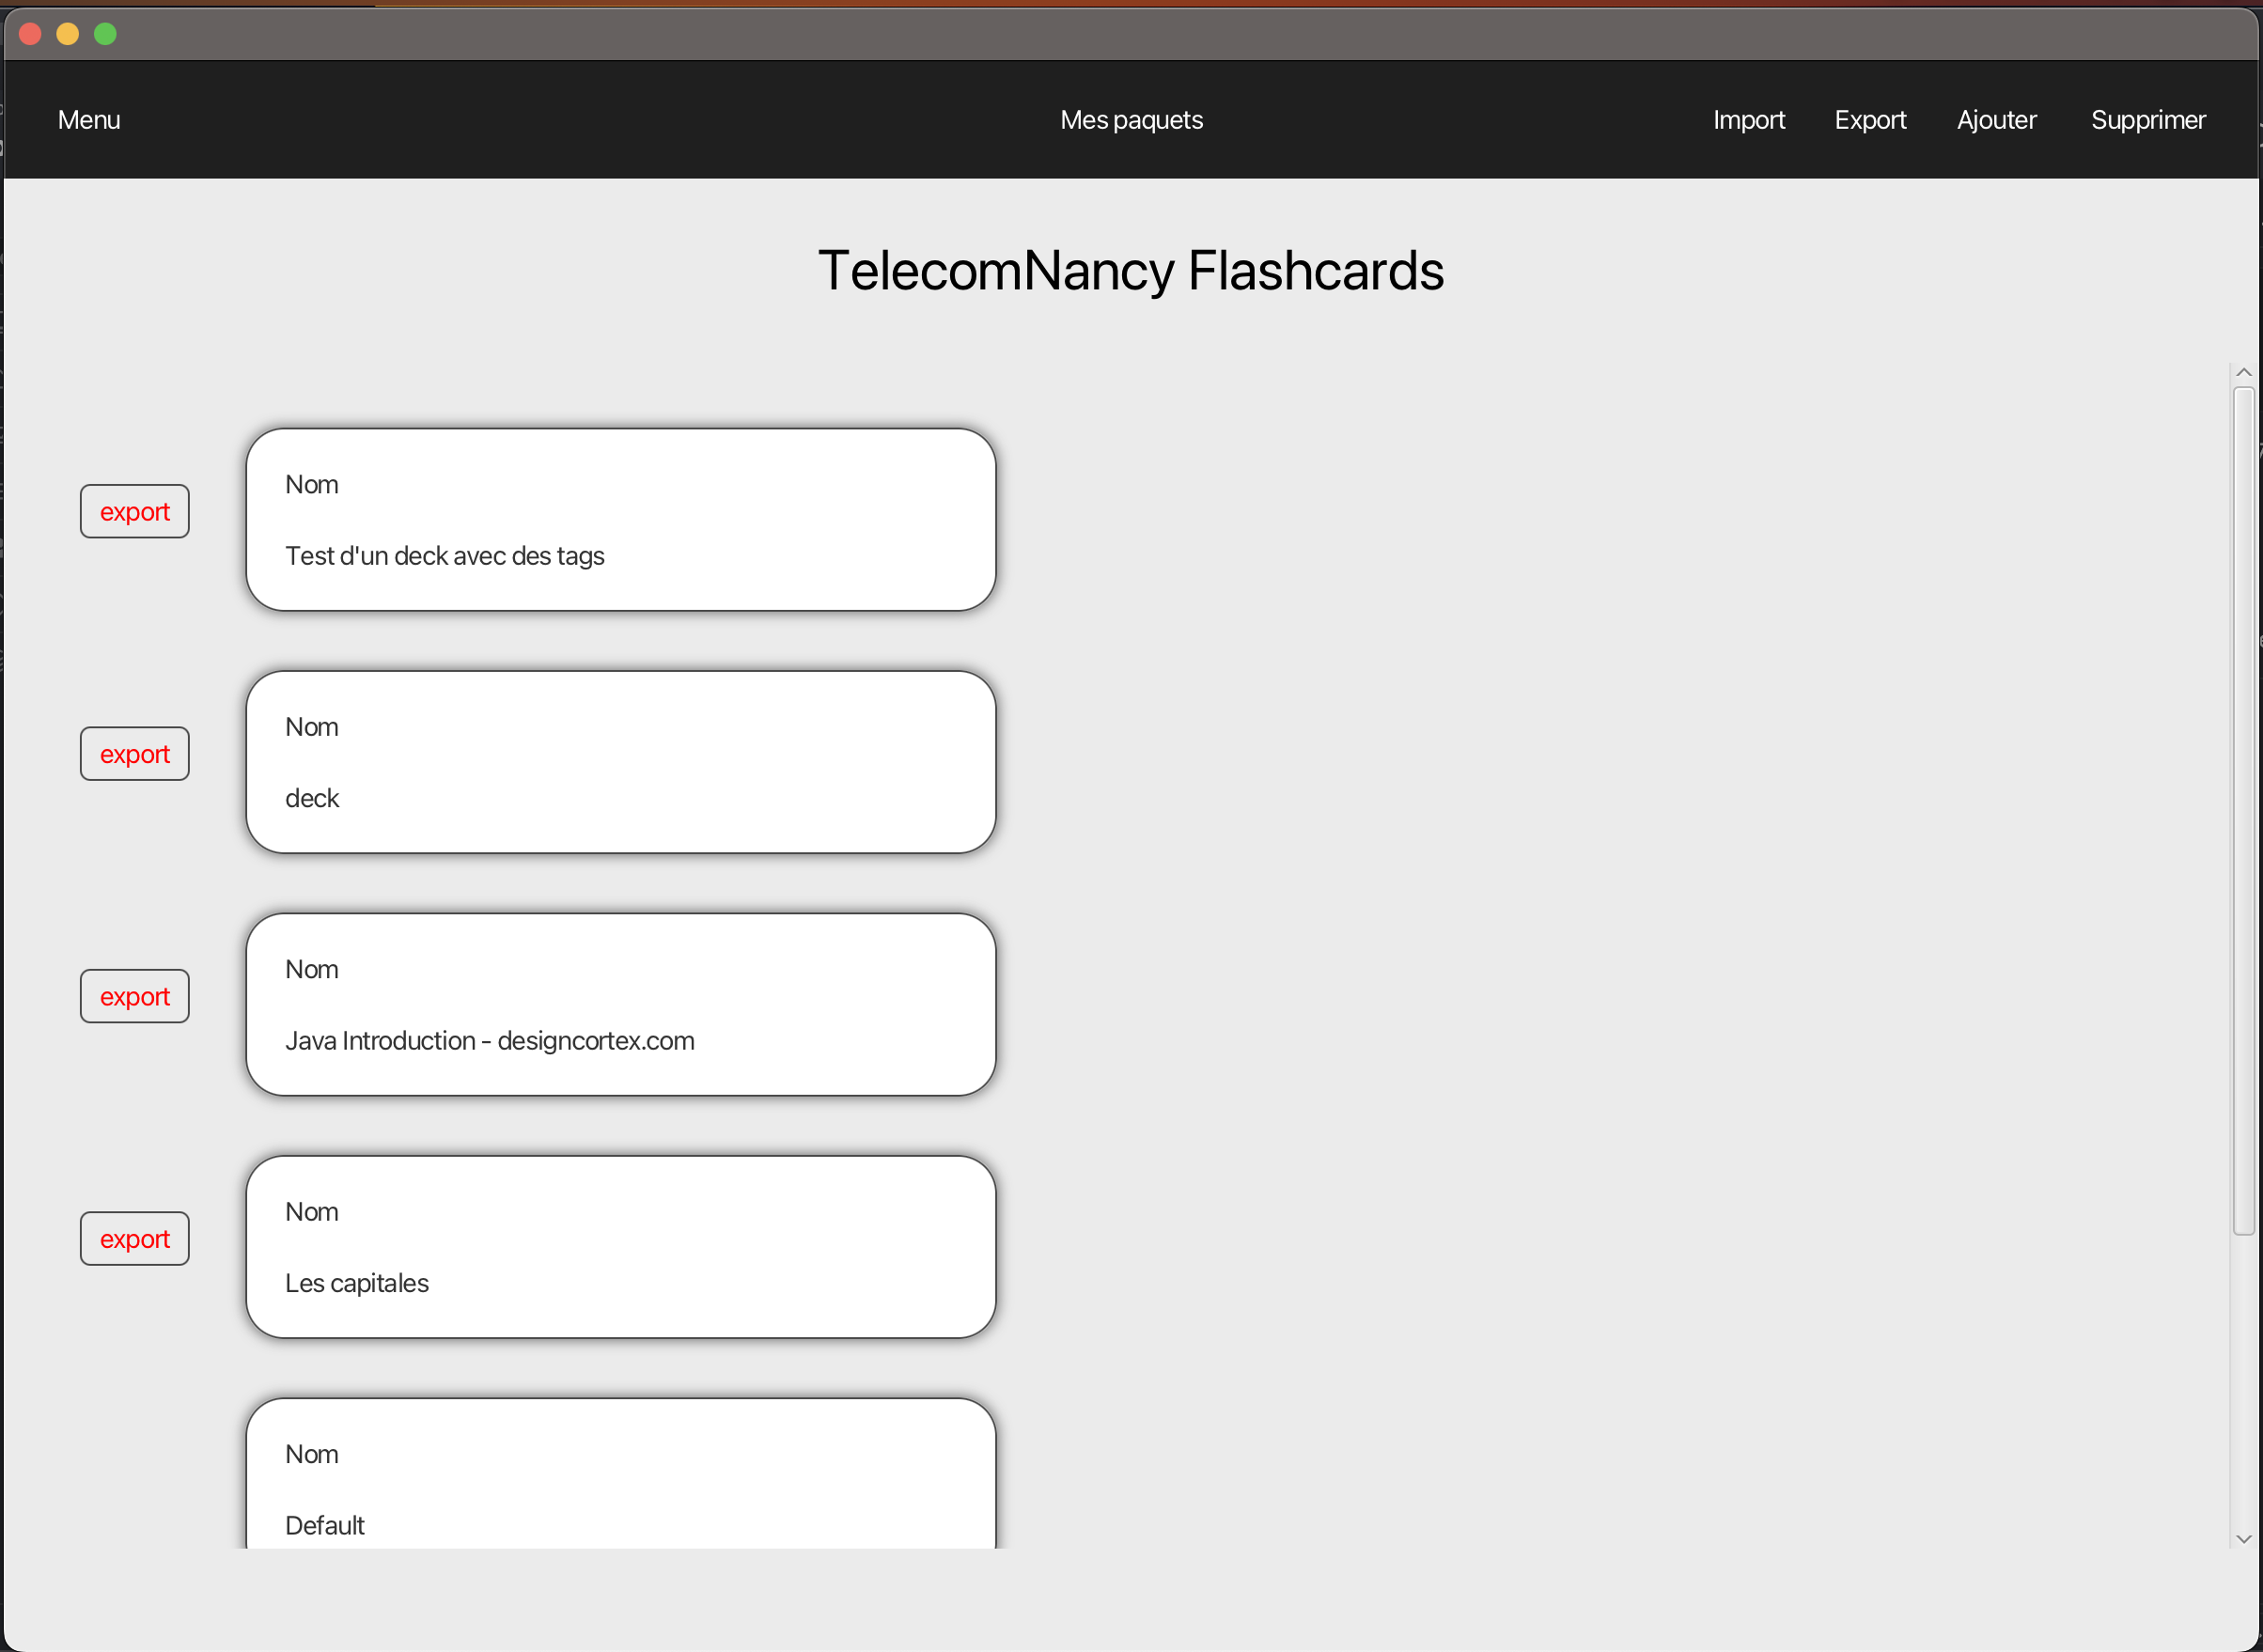 Menu
Mes paquets
Import Export Ajouter Supprimer
TelecomNancy Flashcards
export
Nom
Test d'un deck avec des tags
export
Nom
deck
export
Nom
Java Introduction - designcortex.com
export
Nom
Les capitales
Nom
Default